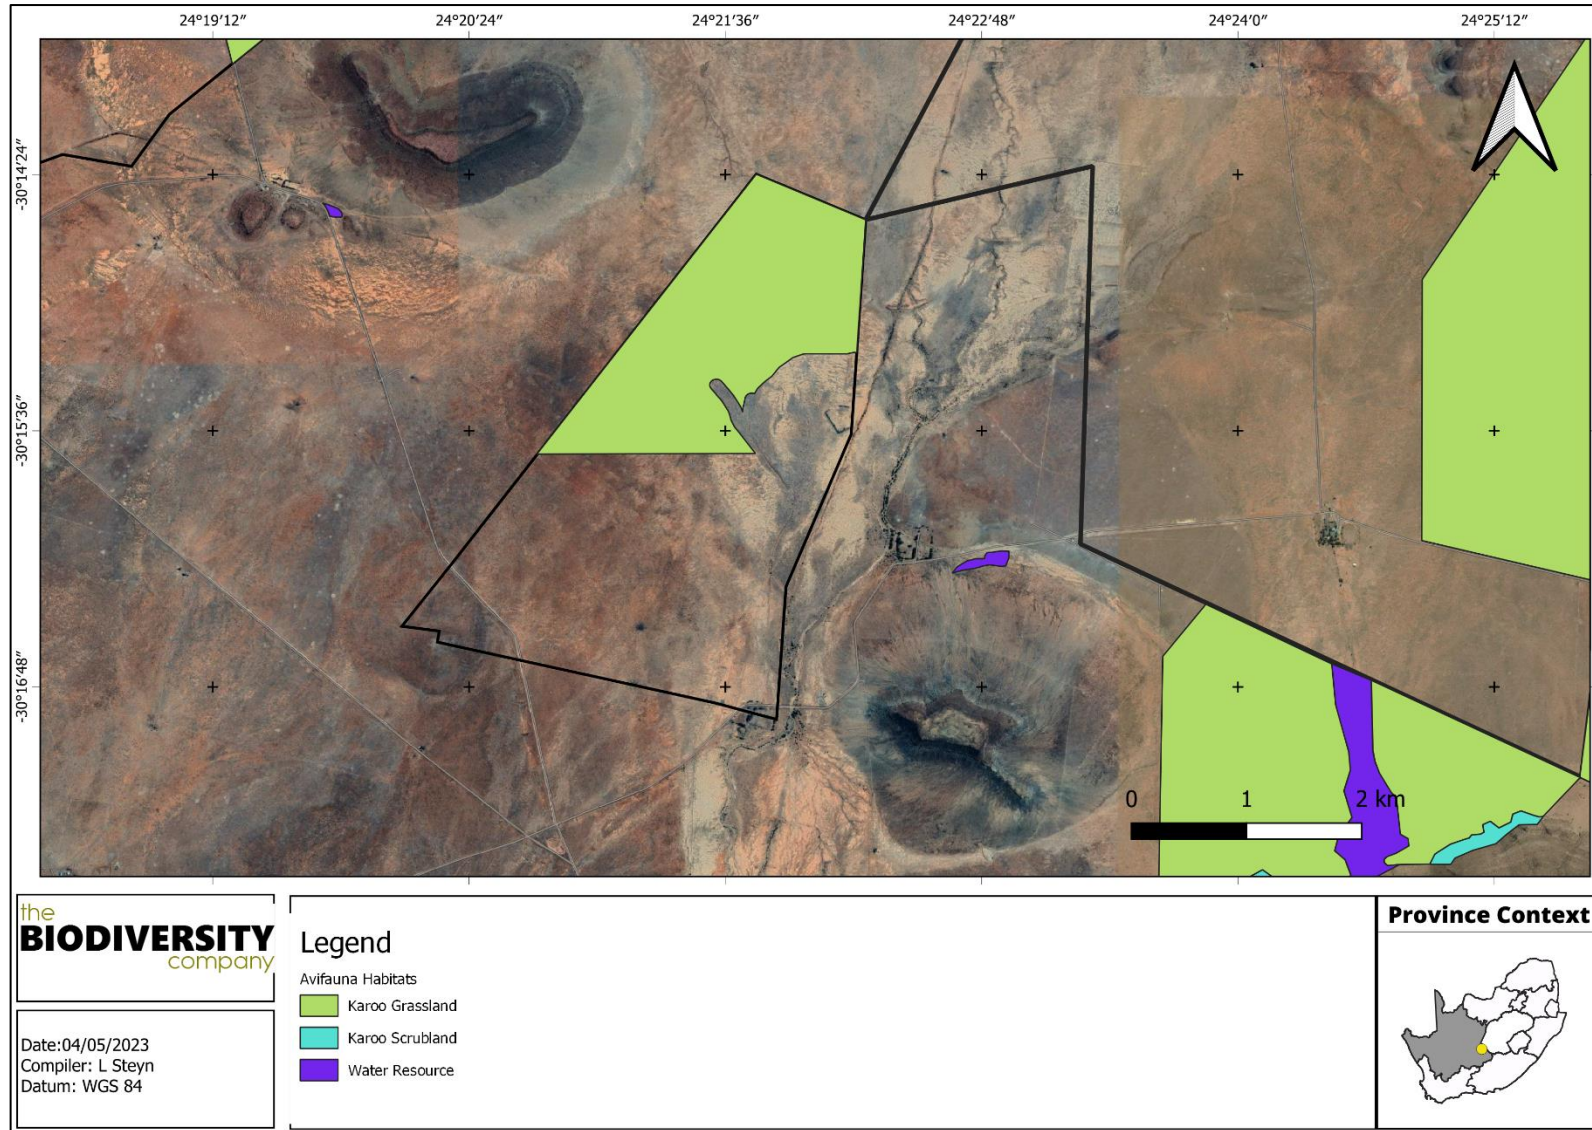 24°19'12″
24°20'24″
24°21'36″
24°22'48″
24°24'0″
24°25'12″
-30°14'24″
-30°15'36″
-30°16'48″
0
1
2 km
the
BIODIVERSITY
company
Date:04/05/2023
Compiler: L Steyn
Datum: WGS 84
Legend
Avifauna Habitats
Karoo Grassland
Karoo Scrubland
Water Resource
Province Context